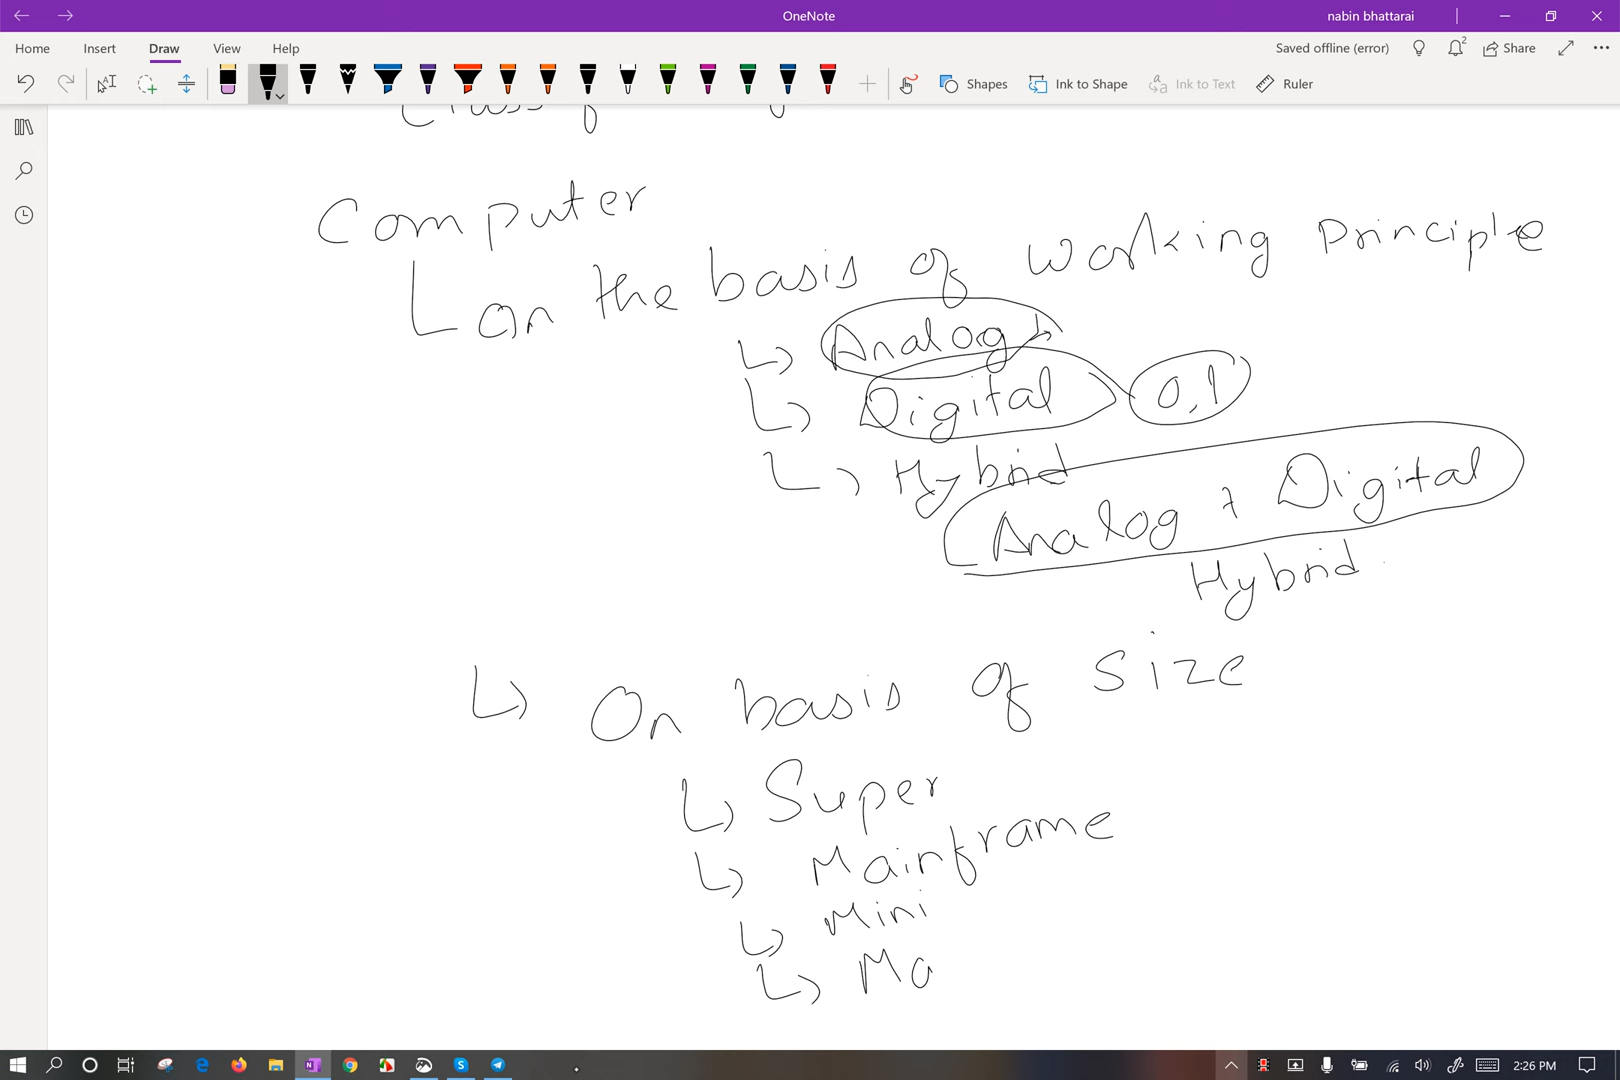 OneNote
nabin bhattarai
Home Insert Draw View Help
Saved offline (error) 2 Share
Shapes Ink to Shape Ink to Text Ruler
Computer
on the basis of working principle
Analog
Digital 0,1
Hybrid
Analog + Digital
Hybrid
On basis of size
Super
Mainframe
Mini
Ma
2:26 PM